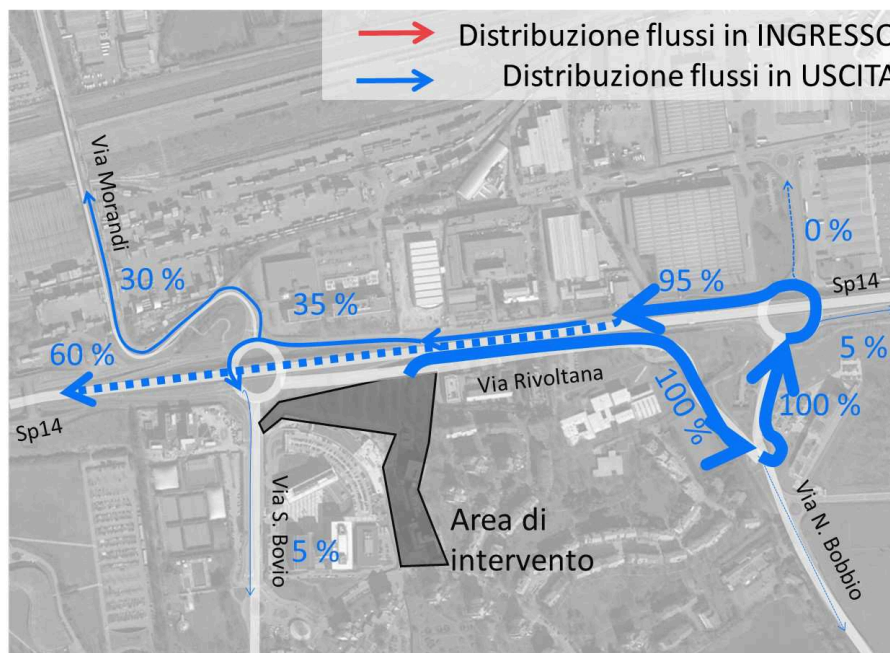 Distribuzione flussi in INGRESSO
Distribuzione flussi in USCITA
Via Morandi
0 %
30 %
35 %
95 %
Sp14
60 %
5 %
Via Rivoltana
100 %
100 %
Sp14
Via S. Bovio
5 %
Area di
intervento
Via N. Bobbio